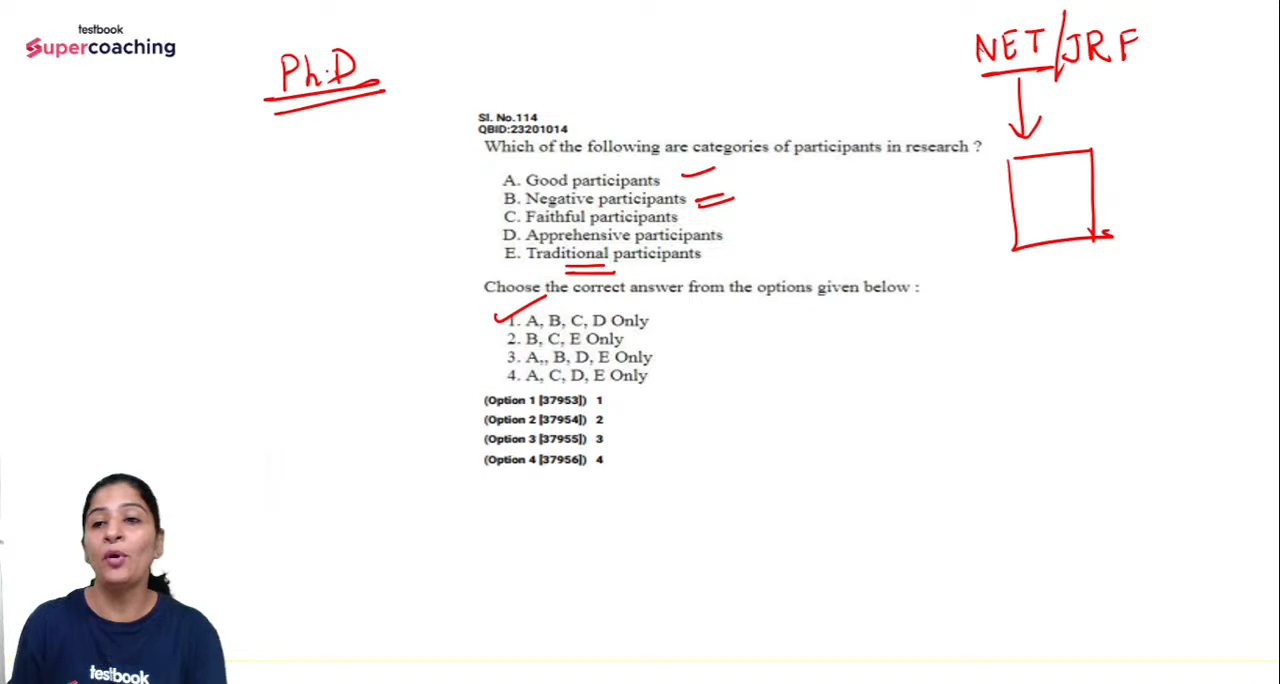 testbook
Supercoaching
Ph.D
NET/JRF
SI. No.114
QBID:23201014
Which of the following are categories of participants in research ?
A. Good participants
B. Negative participants
C. Faithful participants
D. Apprehensive participants
E. Traditional participants
Choose the correct answer from the options given below :
1. A, B, C, D Only
2. B, C, E Only
3. A,, B, D, E Only
4. A, C, D, E Only
(Option 1 [37953]) 1
(Option 2 [37954]) 2
(Option 3 [37955]) 3
(Option 4 [37956]) 4
testbook